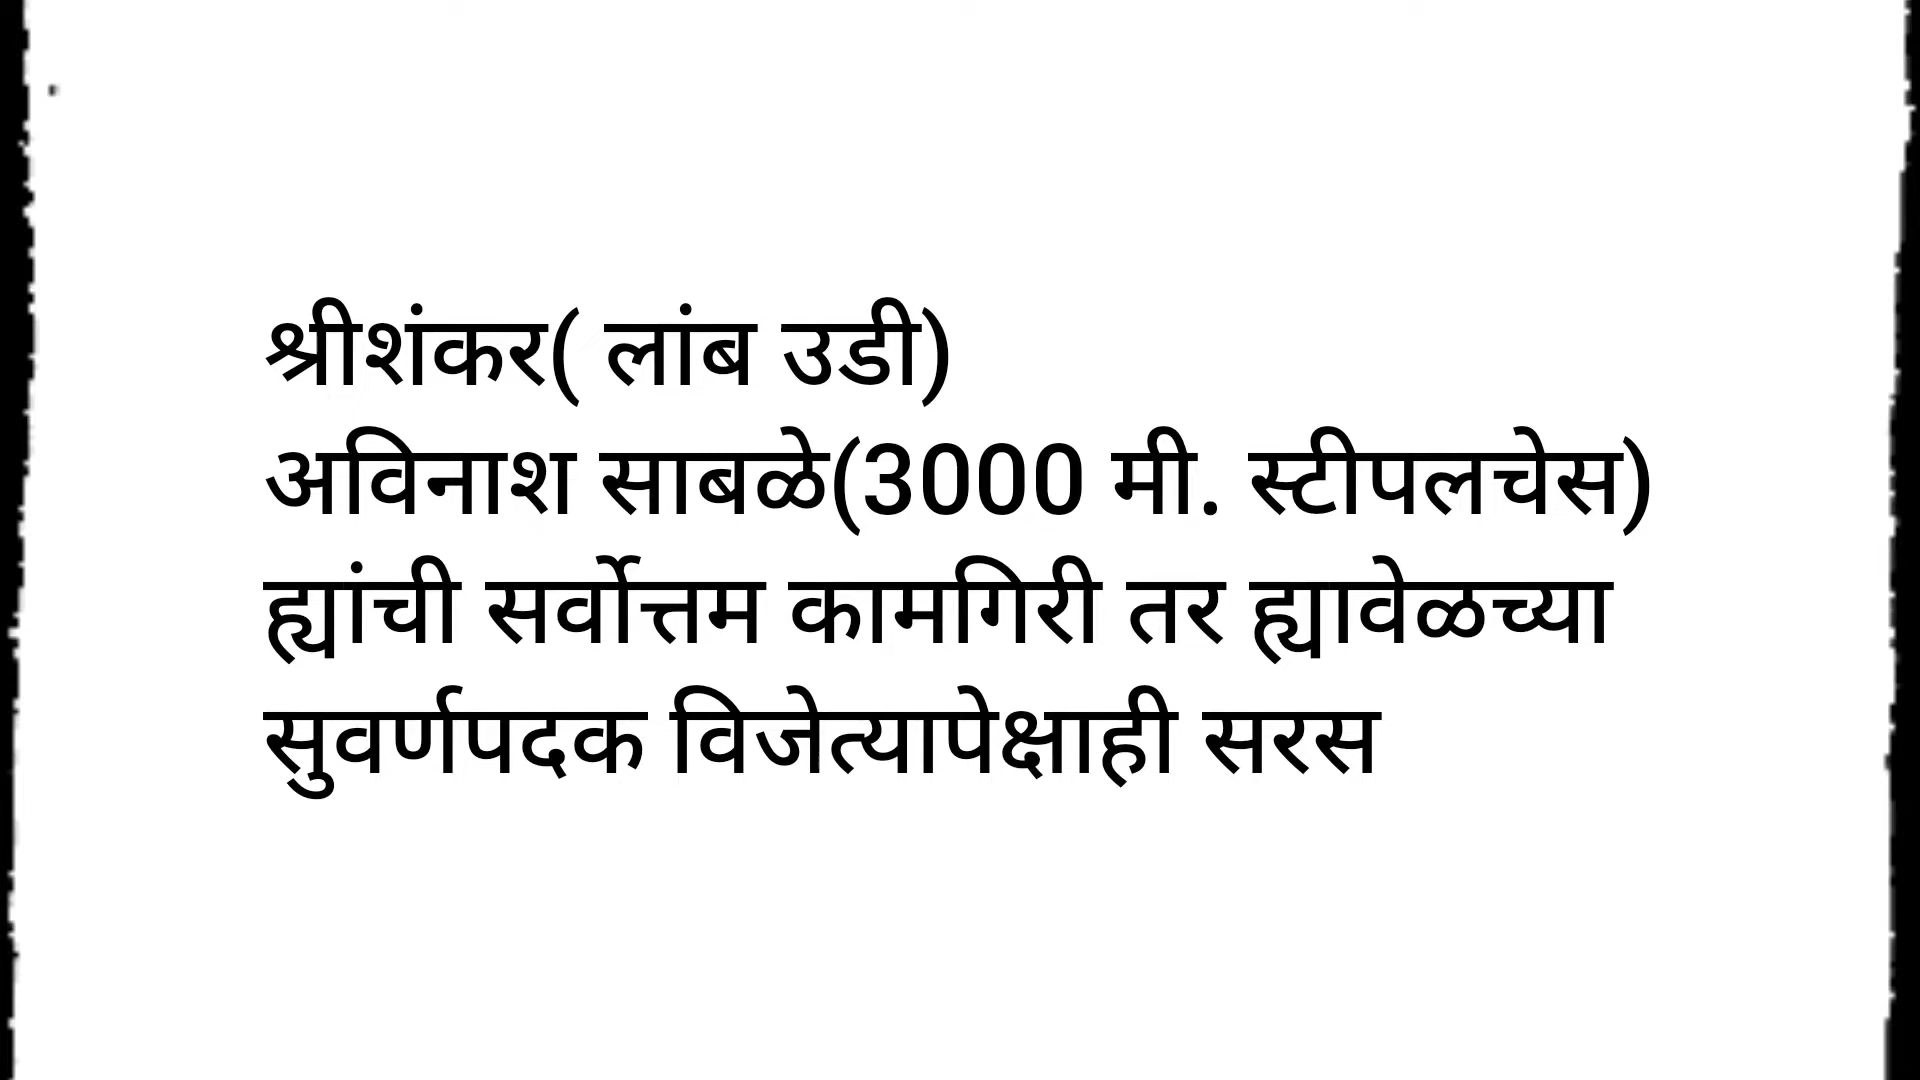 श्रीशंकर( लांब उडी)
अविनाश साबळे(3000 मी. स्टीपलचेस)
ह्यांची सर्वोत्तम कामगिरी तर ह्यावेळच्या
सुवर्णपदक विजेत्यापेक्षाही सरस